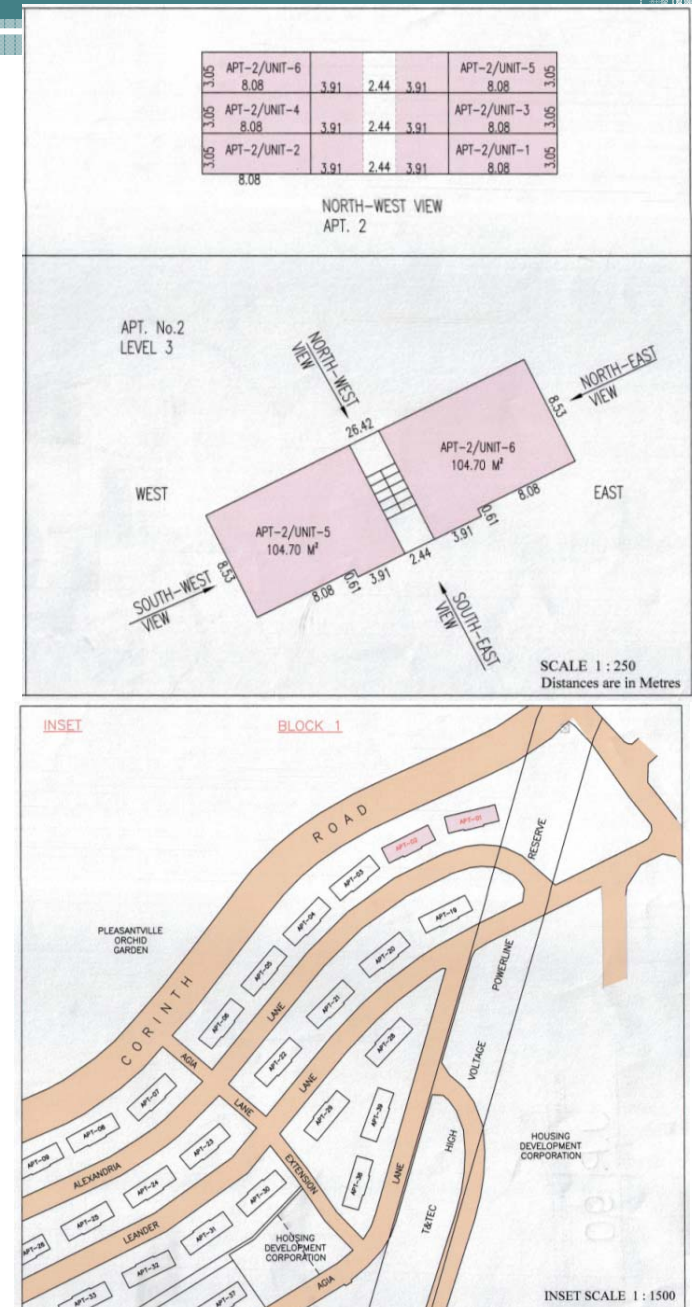 3.05 APT-2/UNIT-6 APT-2/UNIT-5 3.05
8.08 3.91 2.44 3.91 8.08
3.05 APT-2/UNIT-4 APT-2/UNIT-3 3.05
8.08 3.91 2.44 3.91 8.08
3.05 APT-2/UNIT-2 APT-2/UNIT-1 3.05
8.08 3.91 2.44 3.91 8.08
NORTH-WEST VIEW
APT. 2
APT. No.2
LEVEL 3
NORTH-WEST
VIEW
NORTH-EAST
VIEW
26.42
8.53
APT-2/UNIT-6
104.70 M²
WEST
EAST
8.08
0.61
APT-2/UNIT-5
104.70 M²
3.91
2.44
8.53
3.91
0.61
8.08
SOUTH-WEST
VIEW
SOUTH-EAST
VIEW
SCALE 1 : 250
Distances are in Metres
INSET BLOCK 1
CORINTH ROAD
APT-01
APT-02
APT-03
APT-04
APT-05
APT-06
APT-07
APT-08
APT-09
PLEASANTVILLE
ORCHID
GARDEN
RESERVE
POWERLINE
VOLTAGE
HIGH
T&TEC
APT-19
APT-20
APT-21
APT-22
APT-23
APT-24
APT-25
APT-26
LANE
AGIA
LANE
LANE
ALEXANDRIA
LEANDER
EXTENSION
APT-28
APT-29
APT-39
APT-38
LANE
AGIA
APT-30
APT-31
APT-32
APT-33
APT-37
HOUSING
DEVELOPMENT
CORPORATION
HOUSING
DEVELOPMENT
CORPORATION
INSET SCALE 1 : 1500